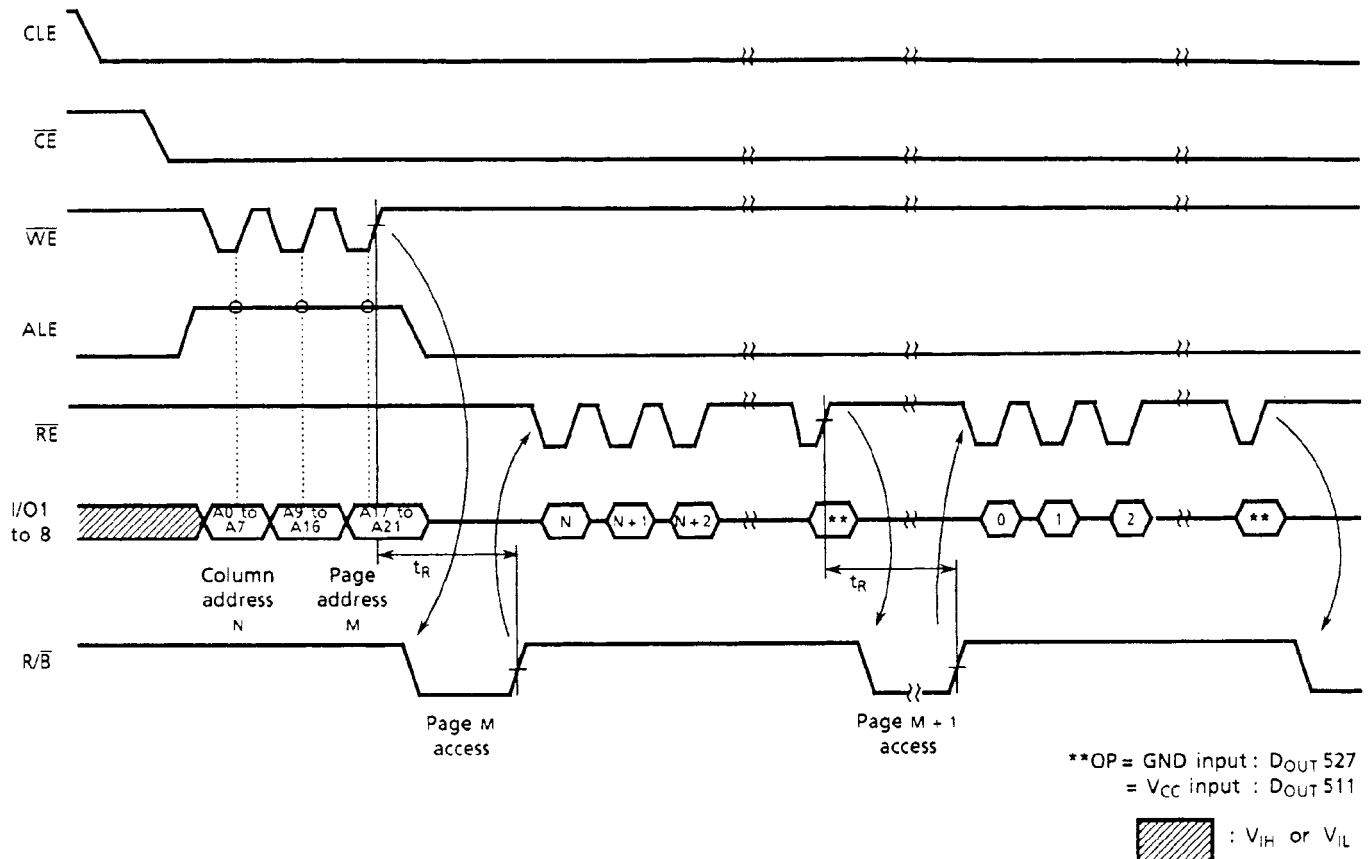 CLE
CE
WE
ALE
RE
I/O1
to 8
A0 to
A7
A9 to
A16
A17 to
A21
N
N + 1
N + 2
**
0
1
2
**
tR
tR
Column
address
N
Page
address
M
R/B
Page M
access
Page M + 1
access
**OP = GND input : DOUT 527
= VCC input : DOUT 511
: VIH or VIL